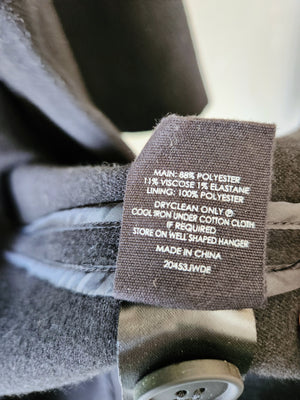 MAIN: 88% POLYESTER
11% VISCOSE 1% ELASTANE
LINING: 100% POLYESTER
DRYCLEAN ONLY Ⓟ
COOL IRON UNDER COTTON CLOTH
IF REQUIRED
STORE ON WELL SHAPED HANGER
MADE IN CHINA
20453JWDE